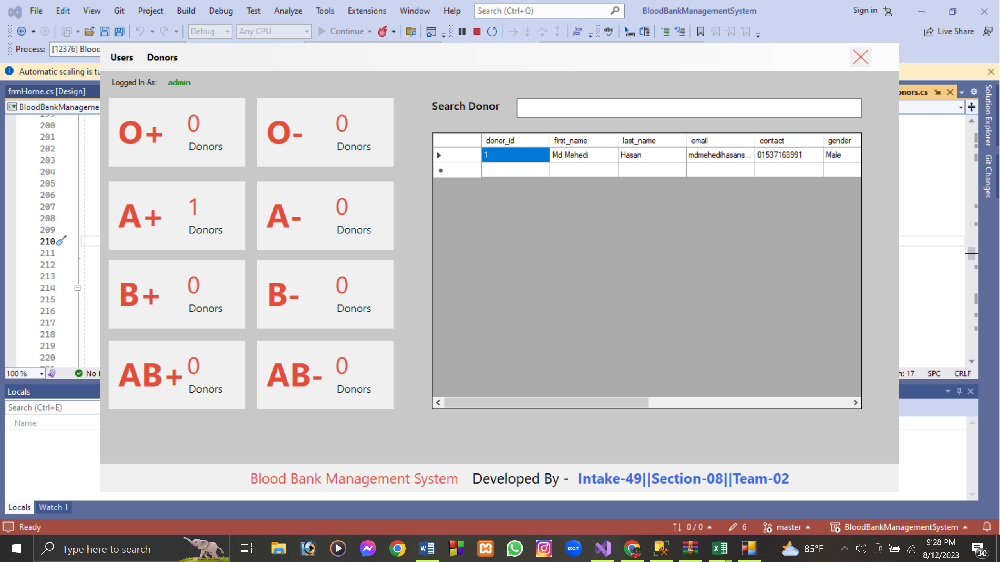 File Edit View Git Project Build Debug Test Analyze Tools Extensions Window Help Search (Ctrl+Q) BloodBankManagementSystem Sign in
Debug Any CPU Continue Live Share
Process: [12376] Blood
Users Donors
Automatic scaling is tu
Logged In As: admin
frmHome.cs [Design]
onors.cs
BloodBankManagemen
Search Donor
O+ 0 Donors
O- 0 Donors
A+ 1 Donors
A- 0 Donors
B+ 0 Donors
B- 0 Donors
AB+ 0 Donors
AB- 0 Donors
donor_id first_name last_name email contact gender
1 Md Mehedi Hasan mdmehedihasans... 01537168991 Male
200
201
202
203
204
205
206
207
208
209
210
211
212
213
214
215
216
217
218
219
220
Solution Explorer
Git Changes
100 % No i
h: 17 SPC CRLF
Locals
Search (Ctrl+E)
Name
Blood Bank Management System Developed By - Intake-49||Section-08||Team-02
Locals Watch 1
Ready 0 / 0 6 master BloodBankManagementSystem
Type here to search zoom 85°F 9:28 PM
8/12/2023 30